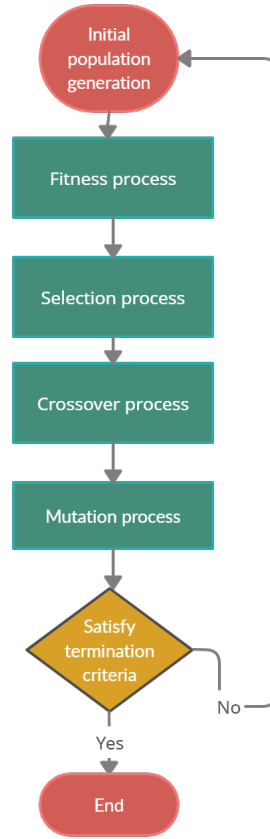 Initial
population
generation
Fitness process
Selection process
Crossover process
Mutation process
Satisfy
termination
criteria
No
Yes
End